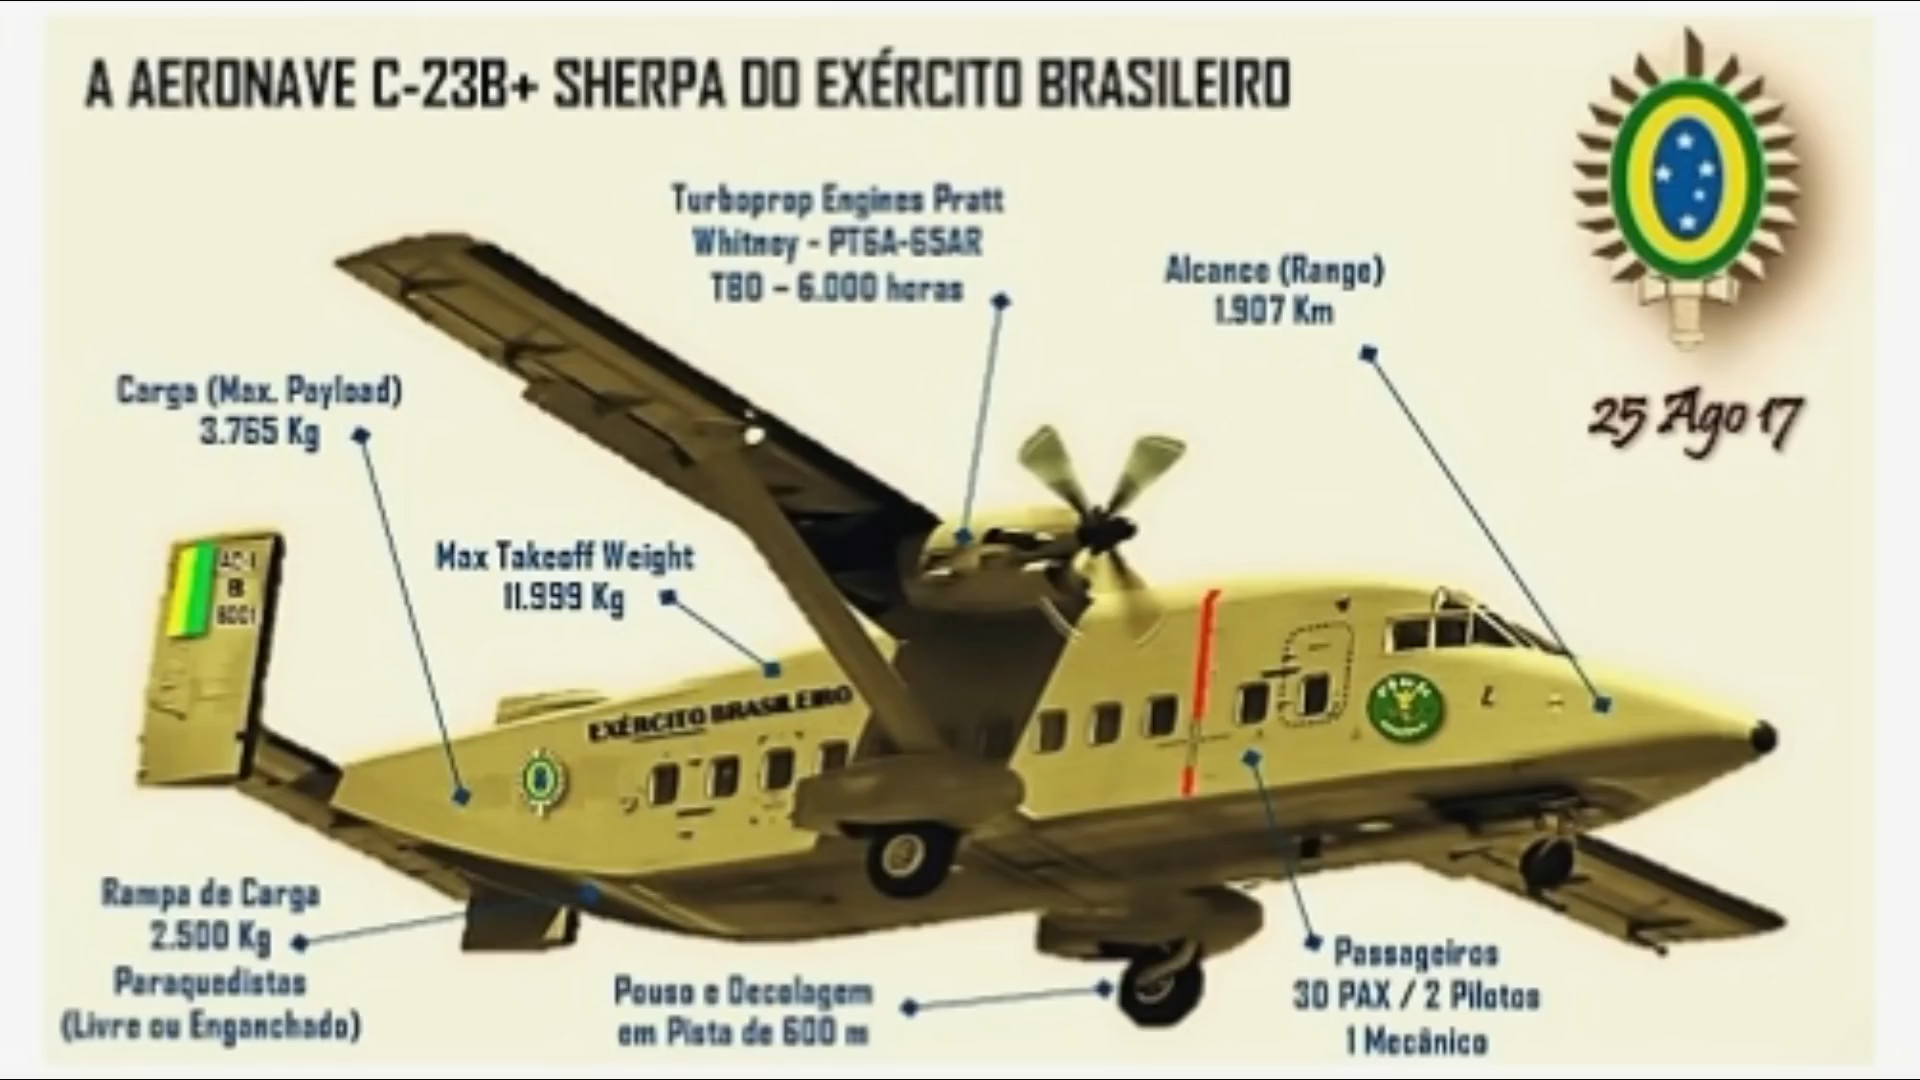 A AERONAVE C-23B+ SHERPA DO EXÉRCITO BRASILEIRO
Turboprop Engines Pratt
Whitney - PT6A-65AR
TBO – 6.000 horas
Alcance (Range)
1.907 Km
25 Ago 17
Carga (Max. Payload)
3.765 Kg
Max Takeoff Weight
11.999 Kg
B
EXÉRCITO BRASILEIRO
Rampa de Carga
2.500 Kg
Paraquedistas
(Livre ou Enganchado)
Pouso e Decolagem
em Pista de 600 m
Passageiros
30 PAX / 2 Pilotos
1 Mecânico